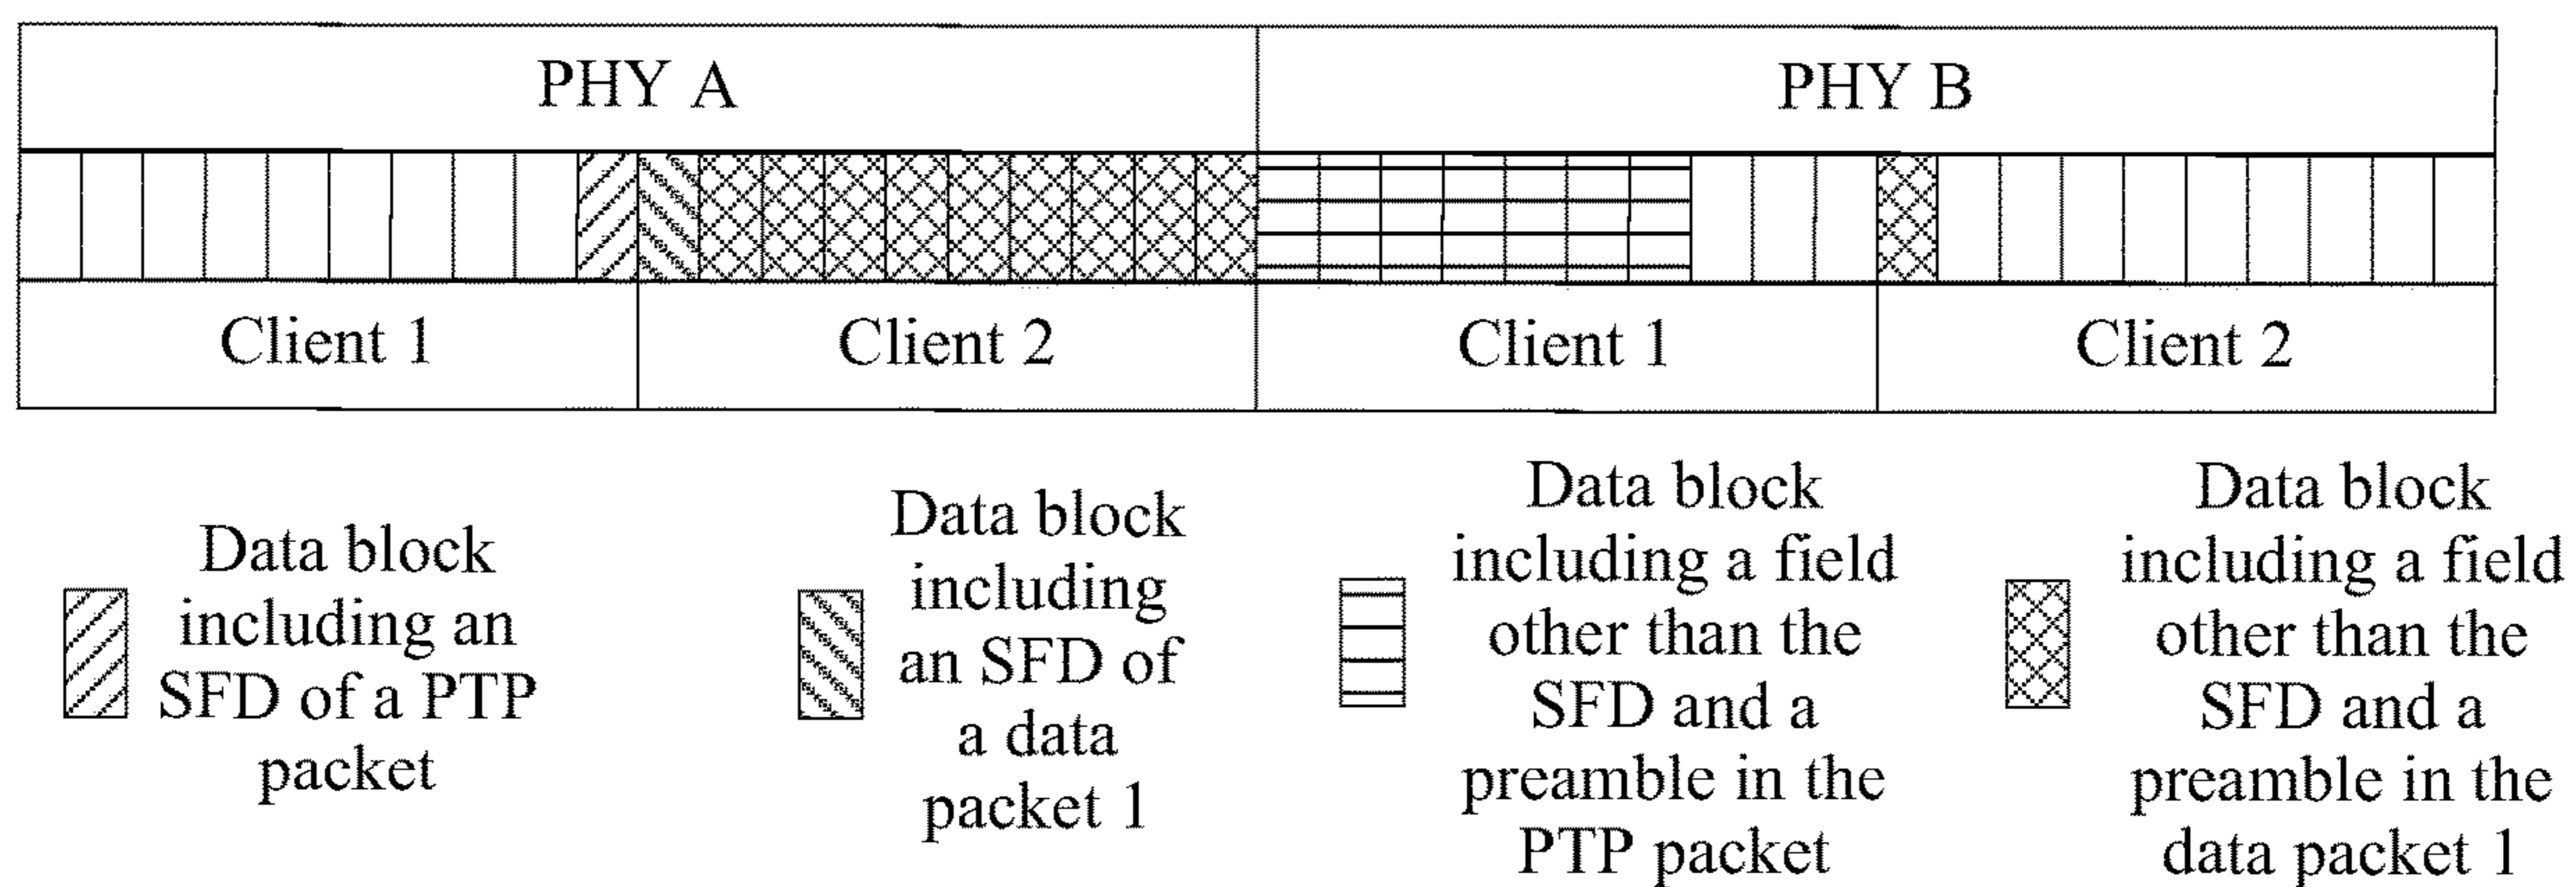 PHY A
PHY B
Client 1
Client 2
Client 1
Client 2
Data block
including an
SFD of a PTP
packet
Data block
including
an SFD of
a data
packet 1
Data block
including a field
other than the
SFD and a
preamble in the
PTP packet
Data block
including a field
other than the
SFD and a
preamble in the
data packet 1